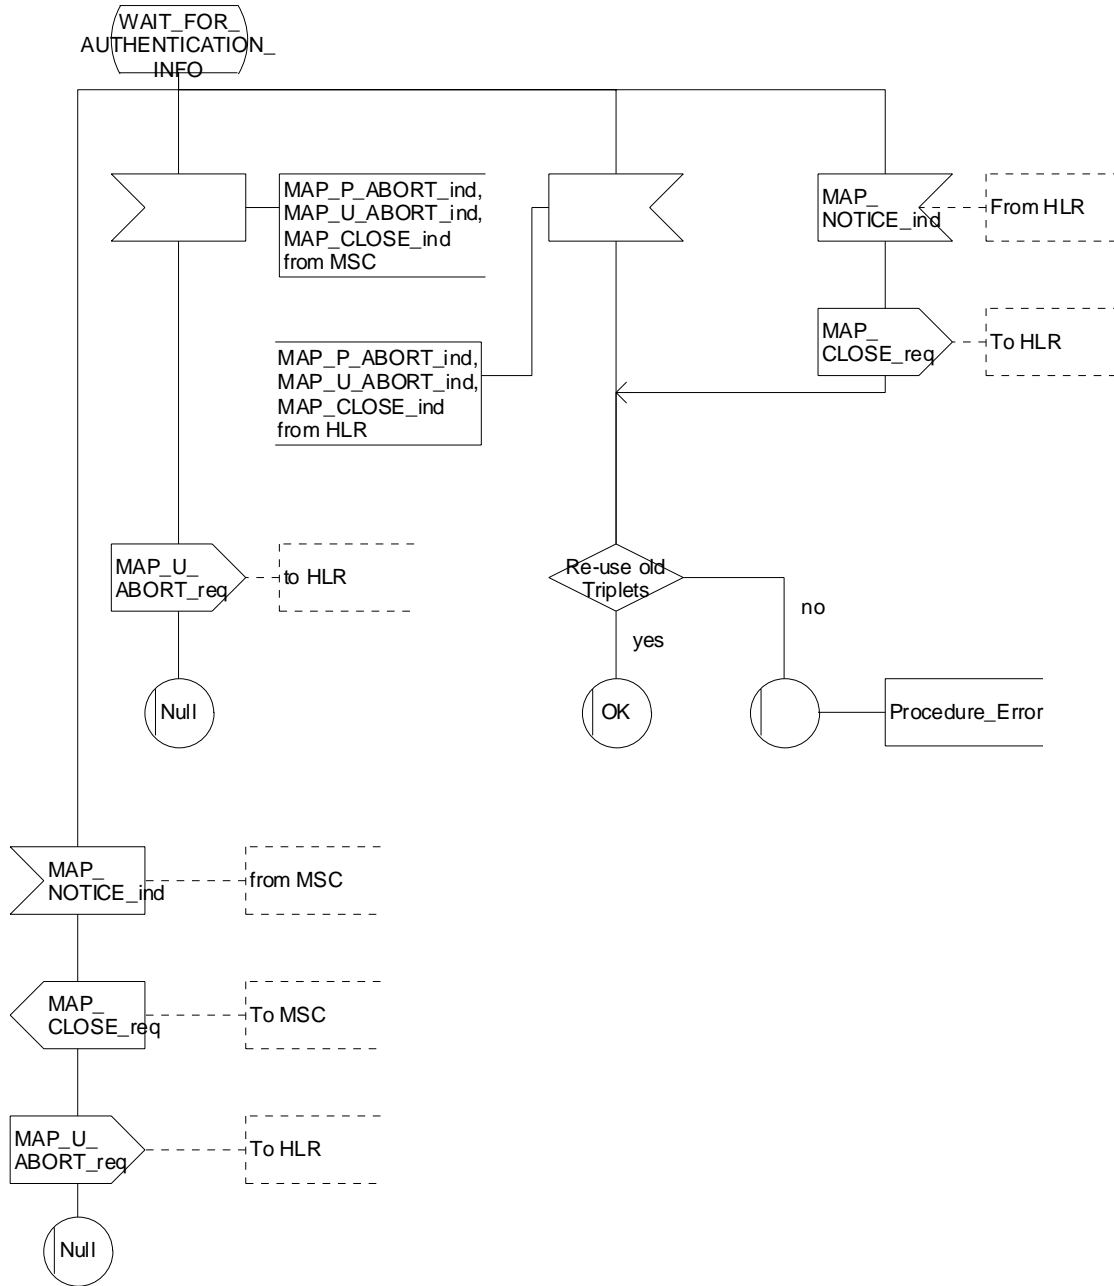 WAIT_FOR_
AUTHENTICATION_
INFO
MAP_P_ABORT_ind,
MAP_U_ABORT_ind,
MAP_CLOSE_ind
from MSC
MAP_
NOTICE_ind
From HLR
MAP_P_ABORT_ind,
MAP_U_ABORT_ind,
MAP_CLOSE_ind
from HLR
MAP_
CLOSE_req
To HLR
MAP_U_
ABORT_req
to HLR
Re-use old
Triplets
no
yes
Null
OK
Procedure_Error
MAP_
NOTICE_ind
from MSC
MAP_
CLOSE_req
To MSC
MAP_U_
ABORT_req
To HLR
Null